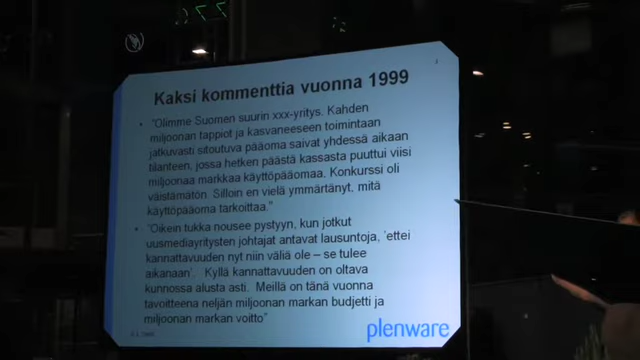 Kaksi kommenttia vuonna 1999
• "Olimme Suomen suurin xxx-yritys. Kahden
miljoonan tappiot ja kasvaneeseen toimintaan
jatkuvasti sitoutuva pääoma saivat yhdessä aikaan
tilanteen, jossa hetken päästä kassasta puuttui viisi
miljoonaa markkaa käyttöpääomaa. Konkurssi oli
väistämätön. Silloin en vielä ymmärtänyt, mitä
käyttöpääoma tarkoittaa."
• "Oikein tukka nousee pystyyn, kun jotkut
uusmediayritysten johtajat antavat lausuntoja, 'ettei
kannattavuuden nyt niin väliä ole – se tulee
aikanaan'. Kyllä kannattavuuden on oltava
kunnossa alusta asti. Meillä on tänä vuonna
tavoitteena neljän miljoonan markan budjetti ja
miljoonan markan voitto"
plenware